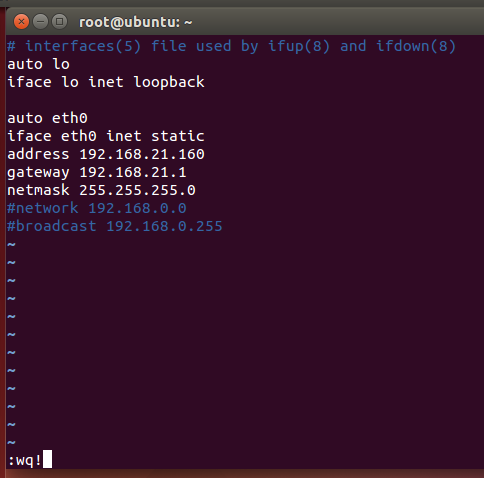 root@ubuntu: ~
# interfaces(5) file used by ifup(8) and ifdown(8)
auto lo
iface lo inet loopback
auto eth0
iface eth0 inet static
address 192.168.21.160
gateway 192.168.21.1
netmask 255.255.255.0
#network 192.168.0.0
#broadcast 192.168.0.255
~
~
~
~
~
~
~
~
~
~
~
~
:wq!